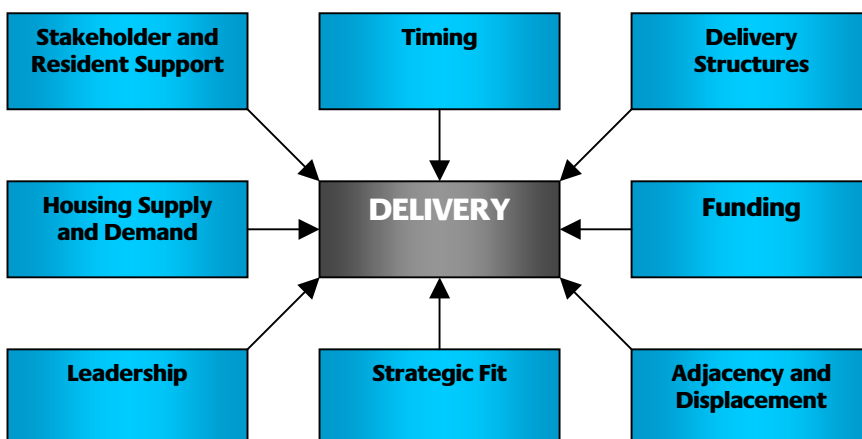 Stakeholder and
Resident Support
Timing
Delivery
Structures
Housing Supply
and Demand
DELIVERY
Funding
Leadership
Strategic Fit
Adjacency and
Displacement